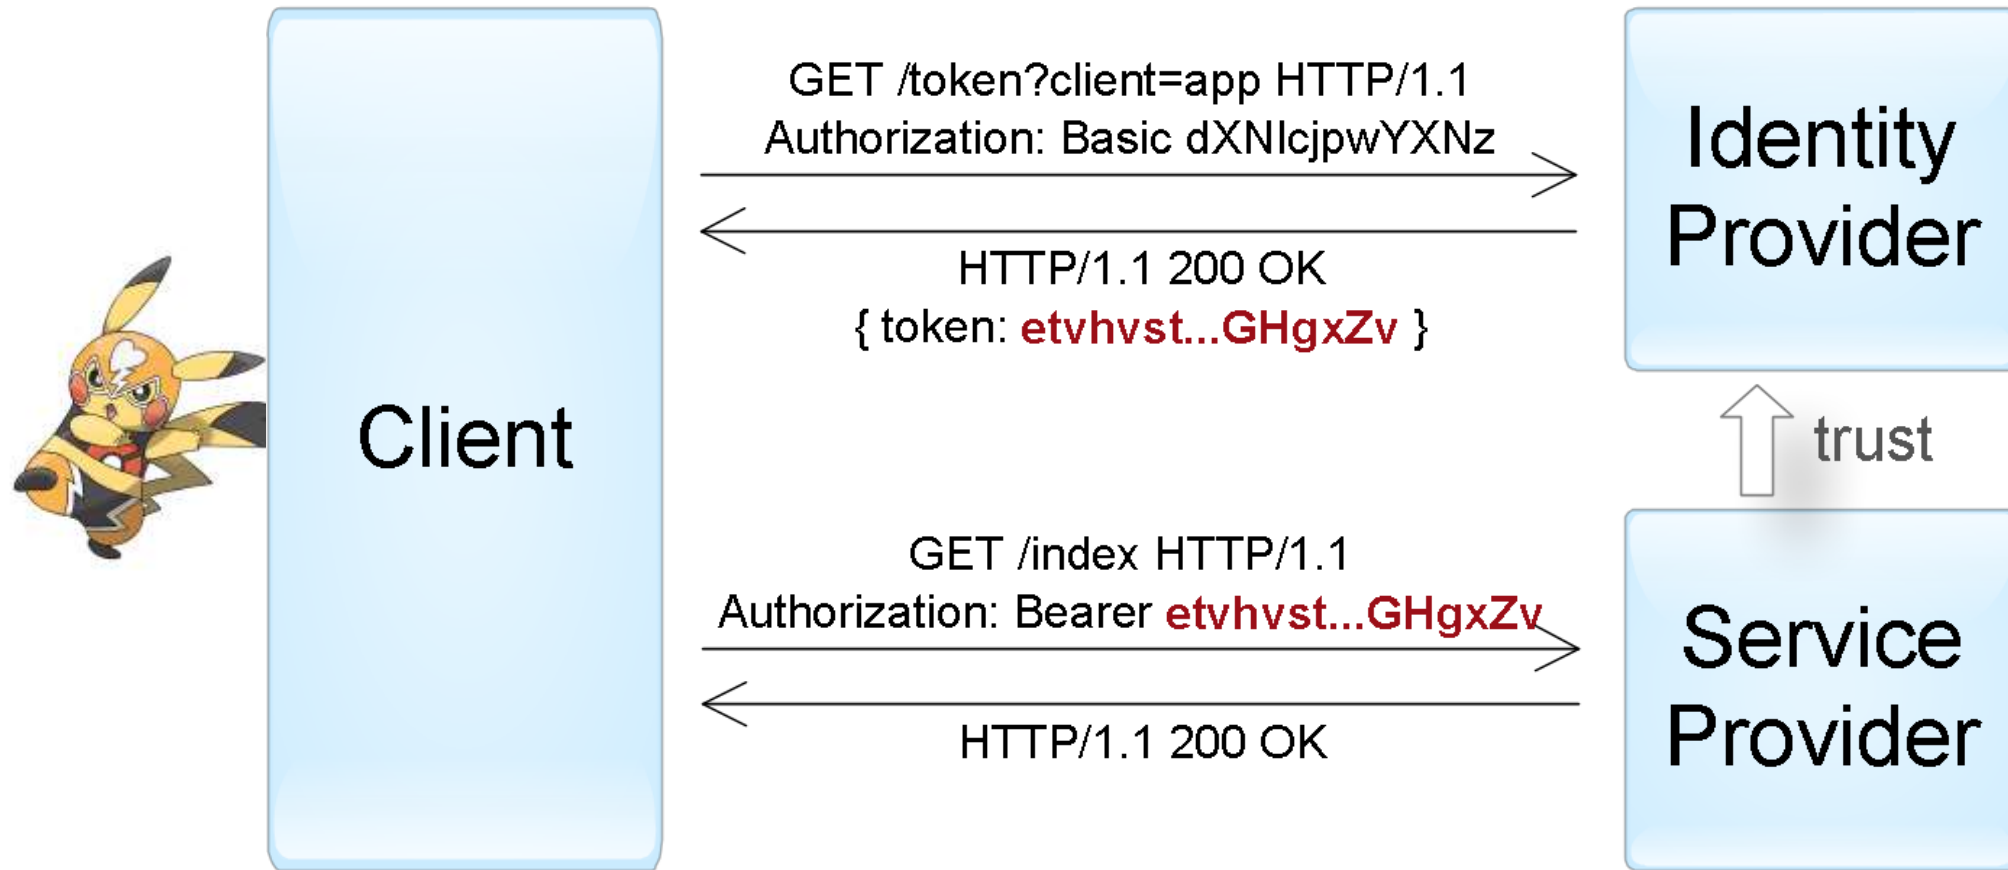 GET /token?client=app HTTP/1.1
Authorization: Basic dXNlcjpwYXNz
Identity
Provider
HTTP/1.1 200 OK
{ token: etvhvst...GHgxZv }
Client
trust
GET /index HTTP/1.1
Authorization: Bearer etvhvst...GHgxZv
Service
Provider
HTTP/1.1 200 OK